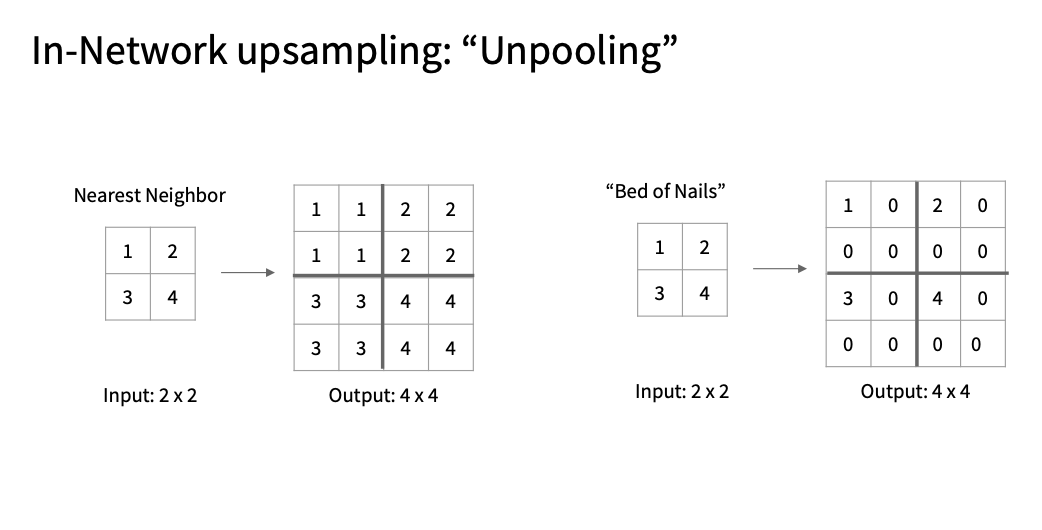 In-Network upsampling: “Unpooling”
Nearest Neighbor
1 2
3 4
1 1 2 2
1 1 2 2
3 3 4 4
3 3 4 4
Input: 2 x 2
Output: 4 x 4
“Bed of Nails”
1 2
3 4
1 0 2 0
0 0 0 0
3 0 4 0
0 0 0 0
Input: 2 x 2
Output: 4 x 4